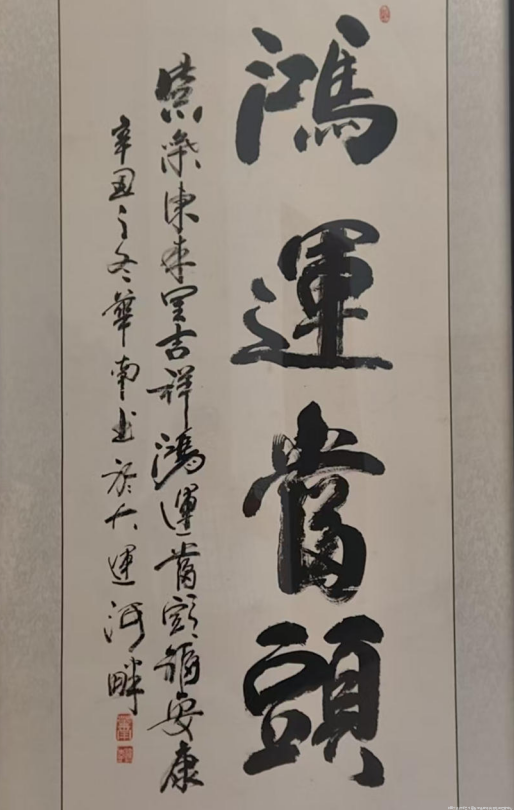 鴻運當頭
紫氣東来呈吉祥鴻運當頭福安康
辛丑之冬華南書於大運河畔